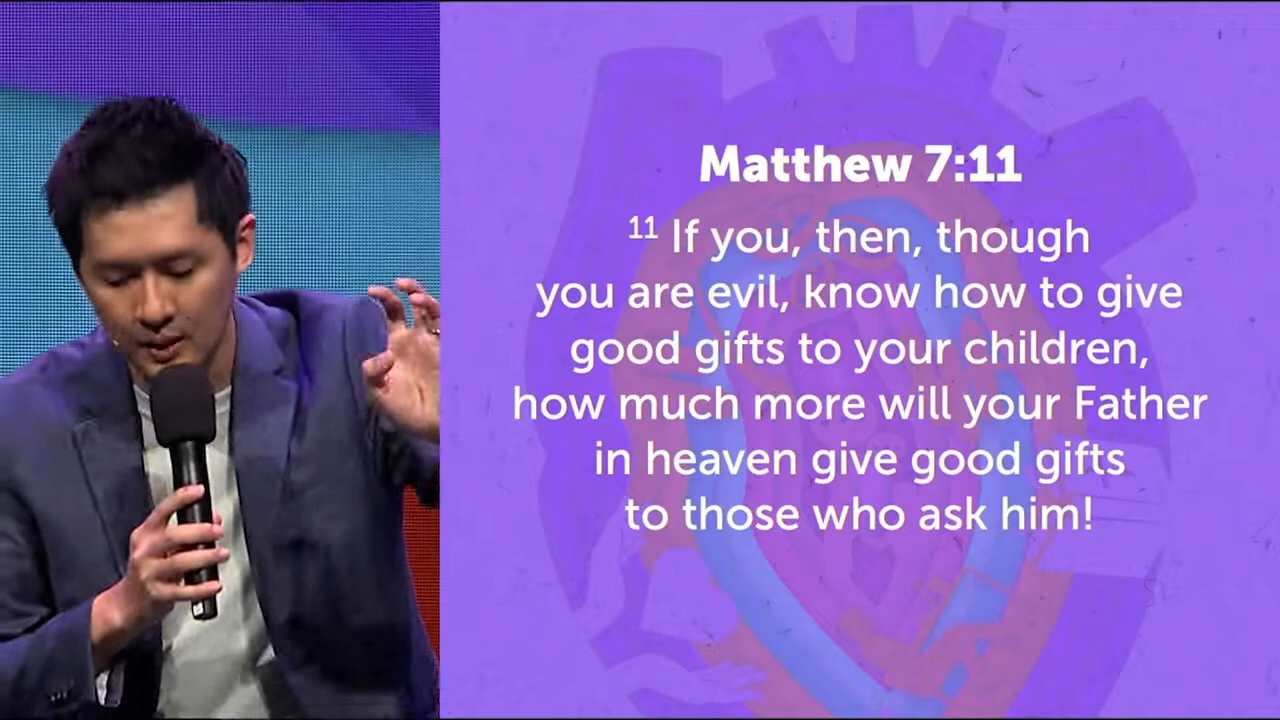 Matthew 7:11
11 If you, then, though
you are evil, know how to give
good gifts to your children,
how much more will your Father
in heaven give good gifts
to those who ask him!